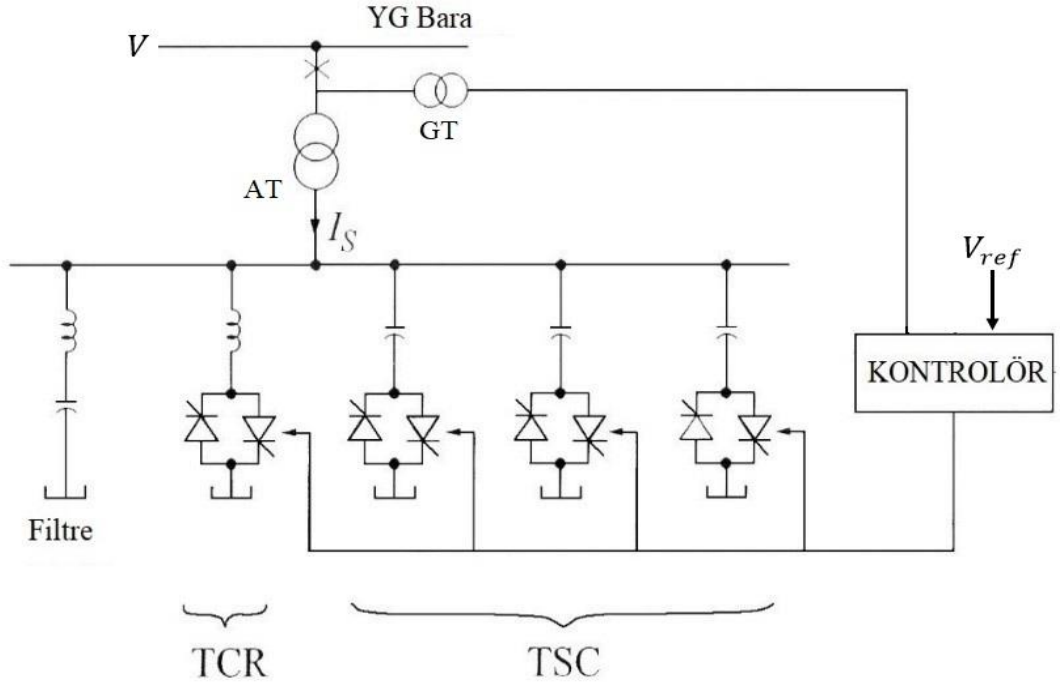 YG Bara
V
GT
AT
I_S
V_ref
KONTROLÖR
Filtre
TCR
TSC